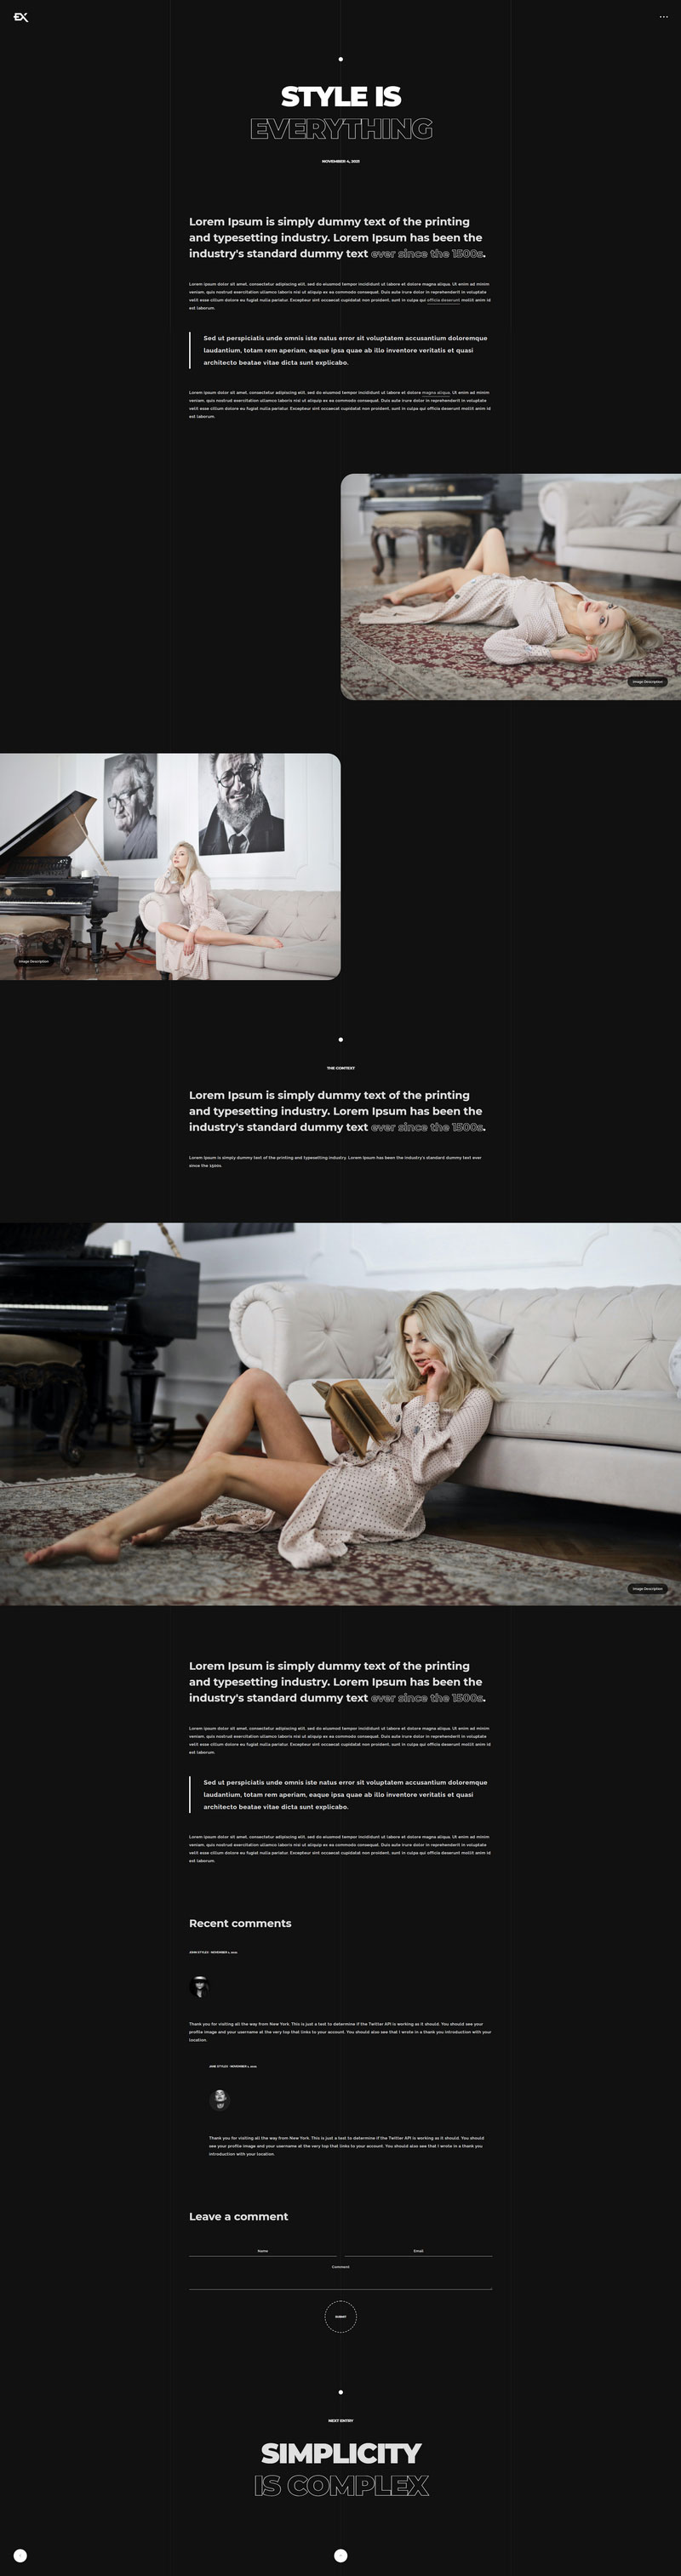 EX
STYLE IS
EVERYTHING
NOVEMBER 4, 2021
Lorem Ipsum is simply dummy text of the printing
and typesetting industry. Lorem Ipsum has been the
industry's standard dummy text ever since the 1500s.
Lorem ipsum dolor sit amet, consectetur adipiscing elit, sed do eiusmod tempor incididunt ut labore et dolore magna aliqua. Ut enim ad minim
veniam, quis nostrud exercitation ullamco laboris nisi ut aliquip ex ea commodo consequat. Duis aute irure dolor in reprehenderit in voluptate
velit esse cillum dolore eu fugiat nulla pariatur. Excepteur sint occaecat cupidatat non proident, sunt in culpa qui officia deserunt mollit anim id
est laborum.
Sed ut perspiciatis unde omnis iste natus error sit voluptatem accusantium doloremque
laudantium, totam rem aperiam, eaque ipsa quae ab illo inventore veritatis et quasi
architecto beatae vitae dicta sunt explicabo.
Lorem ipsum dolor sit amet, consectetur adipiscing elit, sed do eiusmod tempor incididunt ut labore et dolore magna aliqua. Ut enim ad minim
veniam, quis nostrud exercitation ullamco laboris nisi ut aliquip ex ea commodo consequat. Duis aute irure dolor in reprehenderit in voluptate
velit esse cillum dolore eu fugiat nulla pariatur. Excepteur sint occaecat cupidatat non proident, sunt in culpa qui officia deserunt mollit anim id
est laborum.
Image Description
Image Description
THE CONTEXT
Lorem Ipsum is simply dummy text of the printing
and typesetting industry. Lorem Ipsum has been the
industry's standard dummy text ever since the 1500s.
Lorem Ipsum is simply dummy text of the printing and typesetting industry. Lorem Ipsum has been the industry's standard dummy text ever
since the 1500s.
Image Description
Lorem Ipsum is simply dummy text of the printing
and typesetting industry. Lorem Ipsum has been the
industry's standard dummy text ever since the 1500s.
Lorem ipsum dolor sit amet, consectetur adipiscing elit, sed do eiusmod tempor incididunt ut labore et dolore magna aliqua. Ut enim ad minim
veniam, quis nostrud exercitation ullamco laboris nisi ut aliquip ex ea commodo consequat. Duis aute irure dolor in reprehenderit in voluptate
velit esse cillum dolore eu fugiat nulla pariatur. Excepteur sint occaecat cupidatat non proident, sunt in culpa qui officia deserunt mollit anim id
est laborum.
Sed ut perspiciatis unde omnis iste natus error sit voluptatem accusantium doloremque
laudantium, totam rem aperiam, eaque ipsa quae ab illo inventore veritatis et quasi
architecto beatae vitae dicta sunt explicabo.
Lorem ipsum dolor sit amet, consectetur adipiscing elit, sed do eiusmod tempor incididunt ut labore et dolore magna aliqua. Ut enim ad minim
veniam, quis nostrud exercitation ullamco laboris nisi ut aliquip ex ea commodo consequat. Duis aute irure dolor in reprehenderit in voluptate
velit esse cillum dolore eu fugiat nulla pariatur. Excepteur sint occaecat cupidatat non proident, sunt in culpa qui officia deserunt mollit anim id
est laborum.
Recent comments
JOHN STYLES - NOVEMBER
Thank you for visiting all the way from New York. This is just a test to determine if the Twitter API is working as it should. You should see your
profile image and your username at the very top that links to your account. You should also see that I wrote in a thank you introduction with your
location.
STYLES - NOVEMBER
Thank you for visiting all the way from New York. This is just a test to determine if the Twitter API is working as it should. You should
see your profile image and your username at the very top that links to your account. You should also see that I wrote in a thank you
introduction with your location.
Leave a comment
Name Email
Comment
SUBMIT
NEXT ENTRY
SIMPLICITY
IS COMPLEX